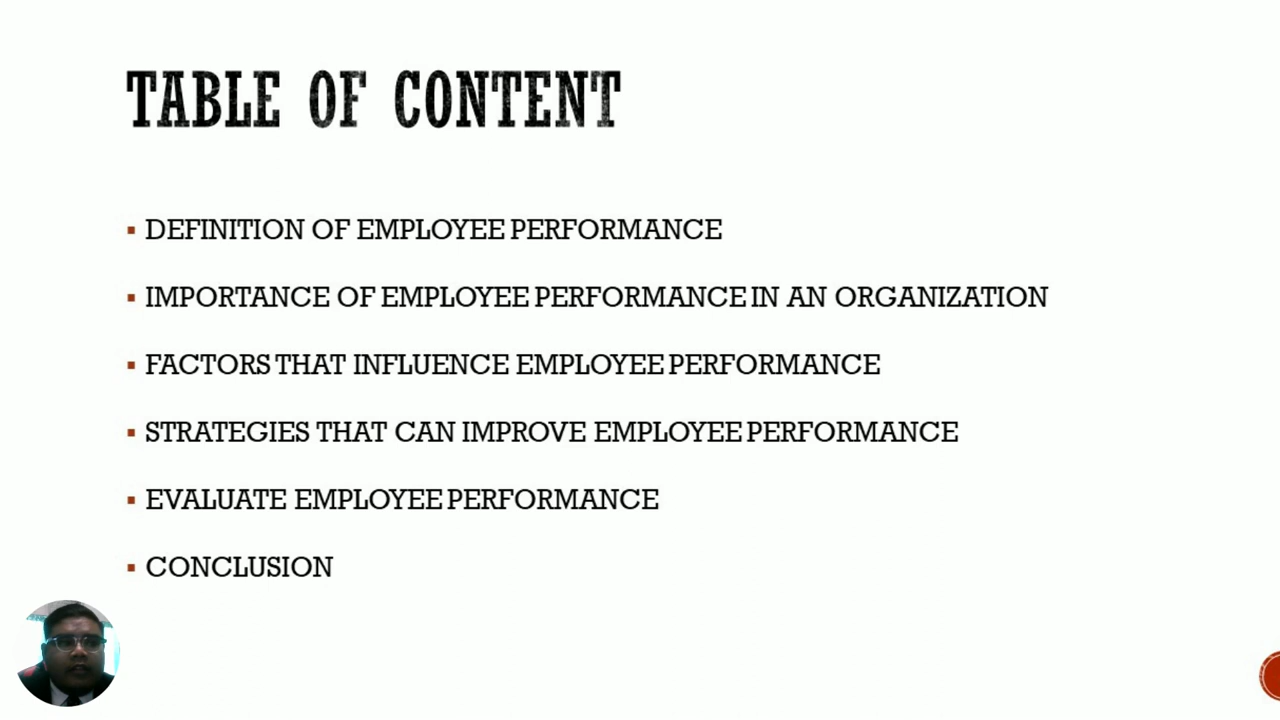 TABLE OF CONTENT
DEFINITION OF EMPLOYEE PERFORMANCE
IMPORTANCE OF EMPLOYEE PERFORMANCE IN AN ORGANIZATION
FACTORS THAT INFLUENCE EMPLOYEE PERFORMANCE
STRATEGIES THAT CAN IMPROVE EMPLOYEE PERFORMANCE
EVALUATE EMPLOYEE PERFORMANCE
CONCLUSION